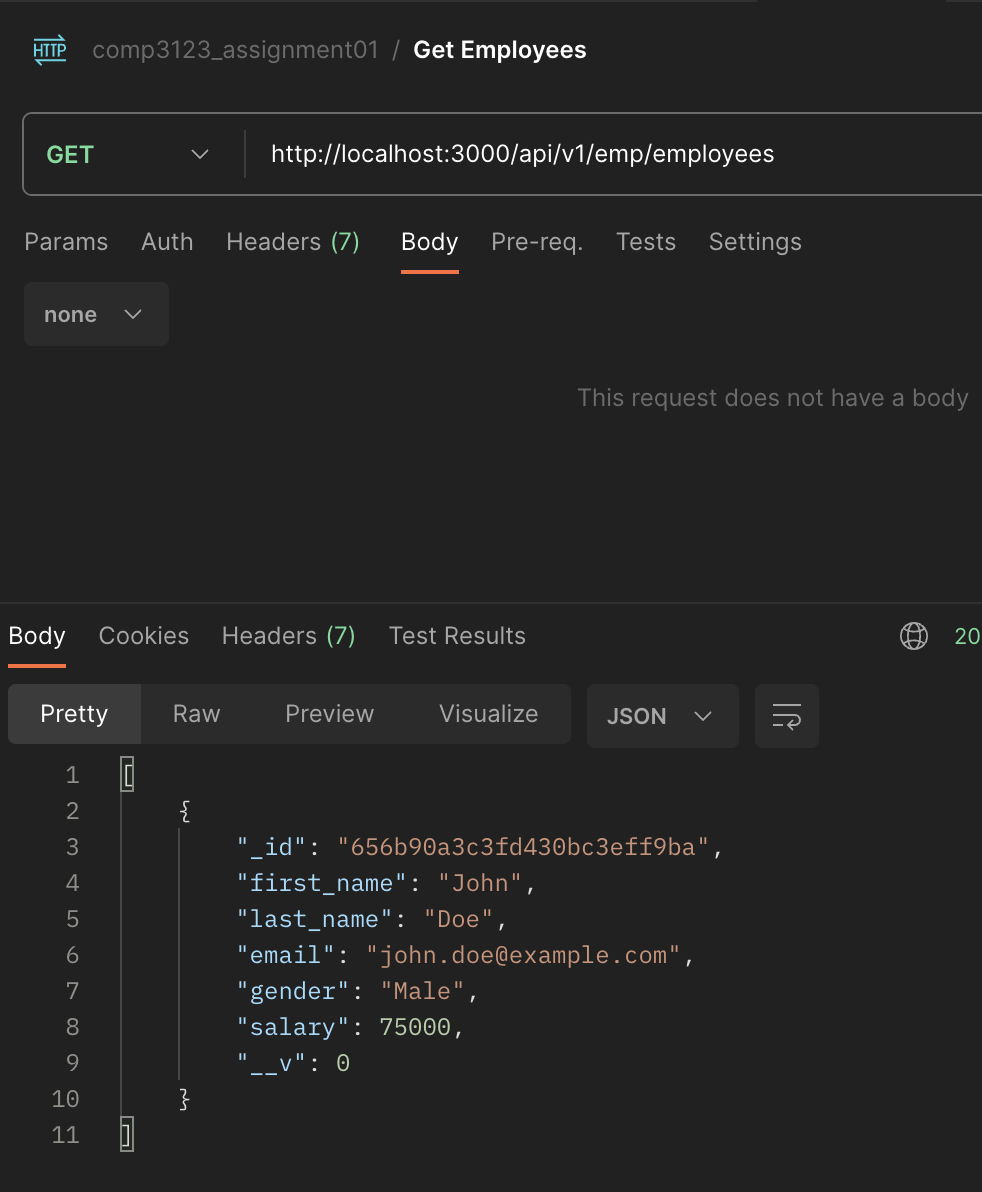 HTTP comp3123_assignment01 / Get Employees
GET http://localhost:3000/api/v1/emp/employees
Params Auth Headers (7) Body Pre-req. Tests Settings
none
This request does not have a body
Body Cookies Headers (7) Test Results 20
Pretty Raw Preview Visualize JSON
1 [
2 {
3 "_id": "656b90a3c3fd430bc3eff9ba",
4 "first_name": "John",
5 "last_name": "Doe",
6 "email": "john.doe@example.com",
7 "gender": "Male",
8 "salary": 75000,
9 "__v": 0
10 }
11 ]